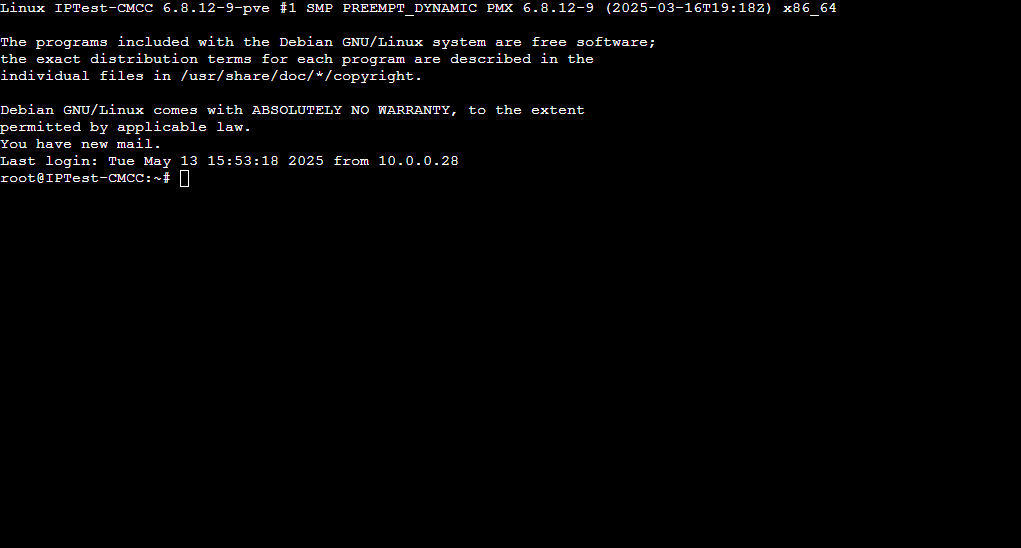 Linux IPTest-CMCC 6.8.12-9-pve #1 SMP PREEMPT_DYNAMIC PMX 6.8.12-9 (2025-03-16T19:18Z) x86_64
The programs included with the Debian GNU/Linux system are free software;
the exact distribution terms for each program are described in the
individual files in /usr/share/doc/*/copyright.
Debian GNU/Linux comes with ABSOLUTELY NO WARRANTY, to the extent
permitted by applicable law.
You have new mail.
Last login: Tue May 13 15:53:18 2025 from 10.0.0.28
root@IPTest-CMCC:~#